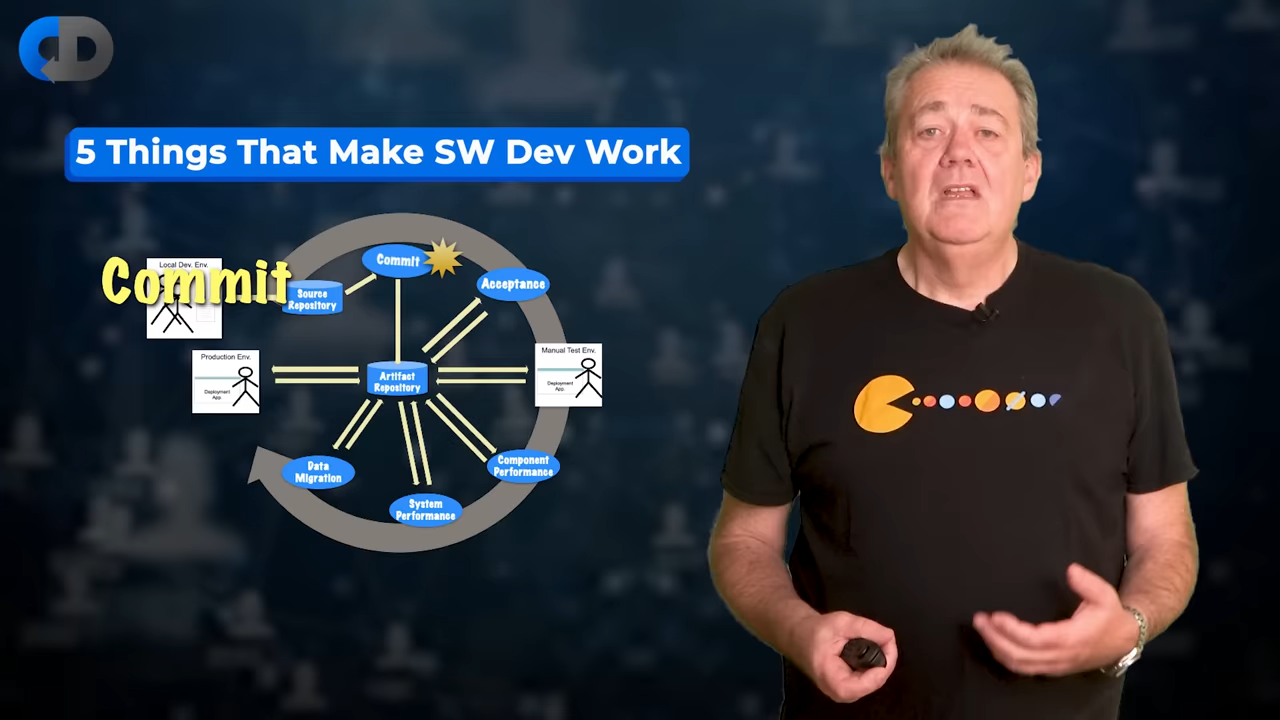 CD
5 Things That Make SW Dev Work
Commit
Acceptance
Local Dev. Env.
Commit
Source
Repository
Production Env.
Deployment
App.
Artifact
Repository
Manual Test Env.
Deployment
App.
Data
Migration
Component
Performance
System
Performance